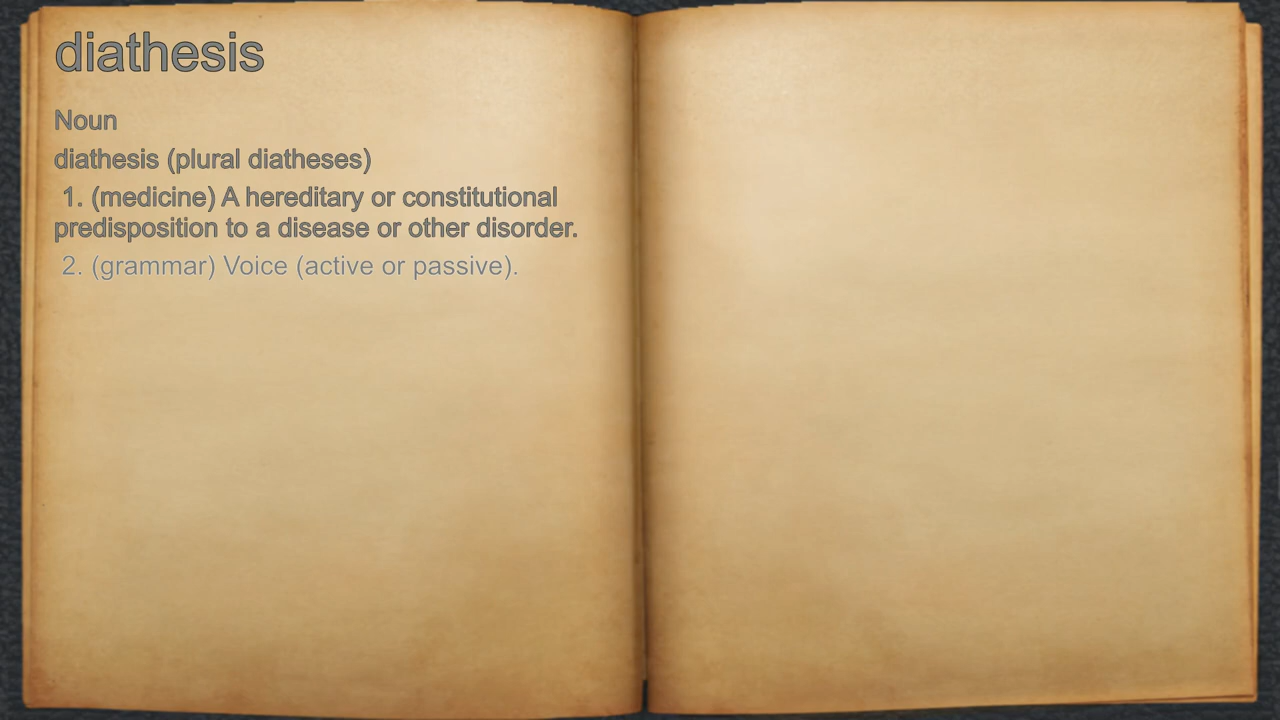 diathesis
Noun
diathesis (plural diatheses)
1. (medicine) A hereditary or constitutional
predisposition to a disease or other disorder.
2. (grammar) Voice (active or passive).